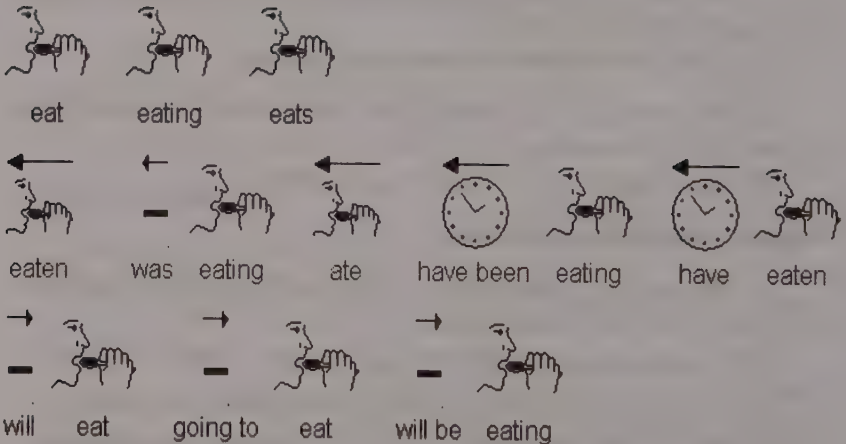 eat eating eats
eaten was eating ate have been eating have eaten
will eat going to eat will be eating